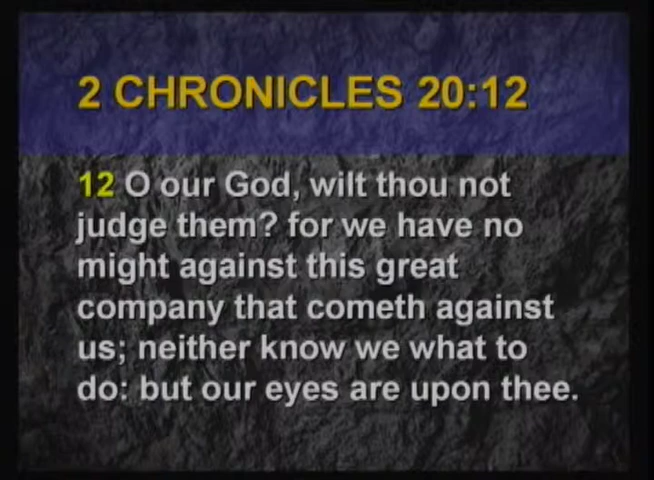 2 CHRONICLES 20:12
12 O our God, wilt thou not
judge them? for we have no
might against this great
company that cometh against
us; neither know we what to
do: but our eyes are upon thee.